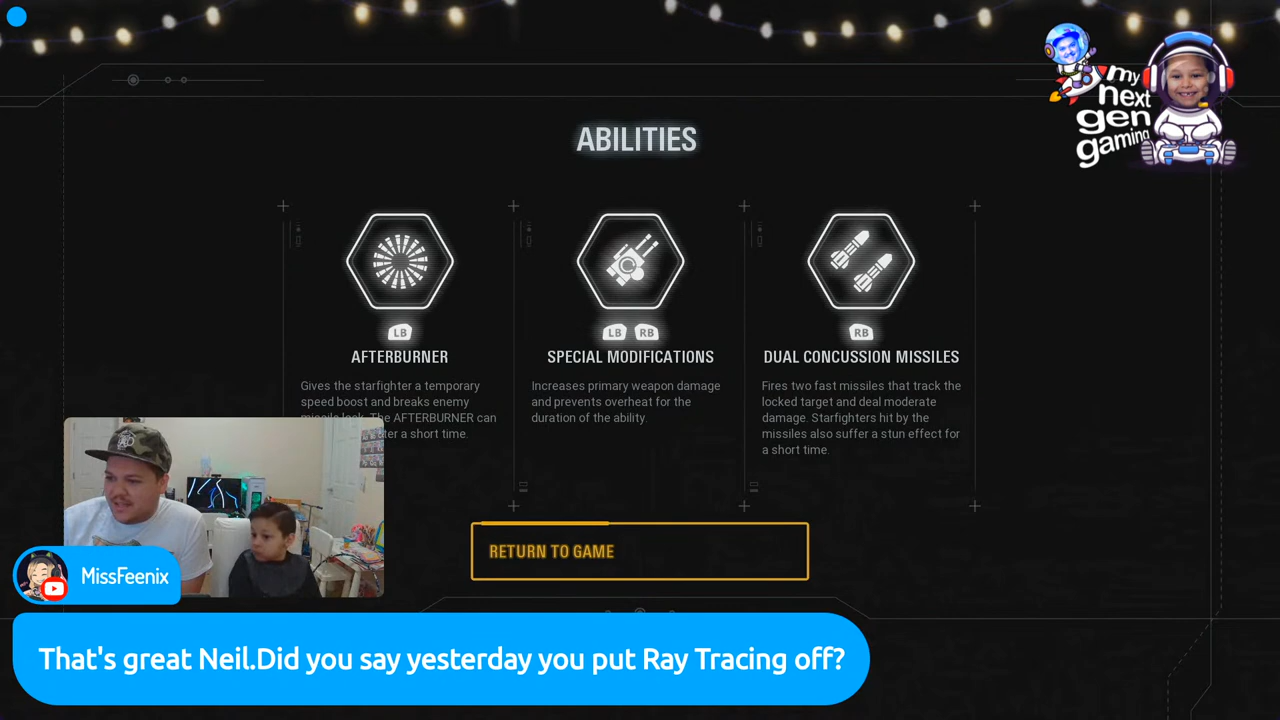 my
next
gen
gaming
ABILITIES
LB
LB RB
RB
AFTERBURNER
Gives the starfighter a temporary
speed boost and breaks enemy
The AFTERBURNER can
a short time.
SPECIAL MODIFICATIONS
Increases primary weapon damage
and prevents overheat for the
duration of the ability.
DUAL CONCUSSION MISSILES
Fires two fast missiles that track the
locked target and deal moderate
damage. Starfighters hit by the
missiles also suffer a stun effect for
a short time.
RETURN TO GAME
MissFeenix
That's great Neil.Did you say yesterday you put Ray Tracing off?